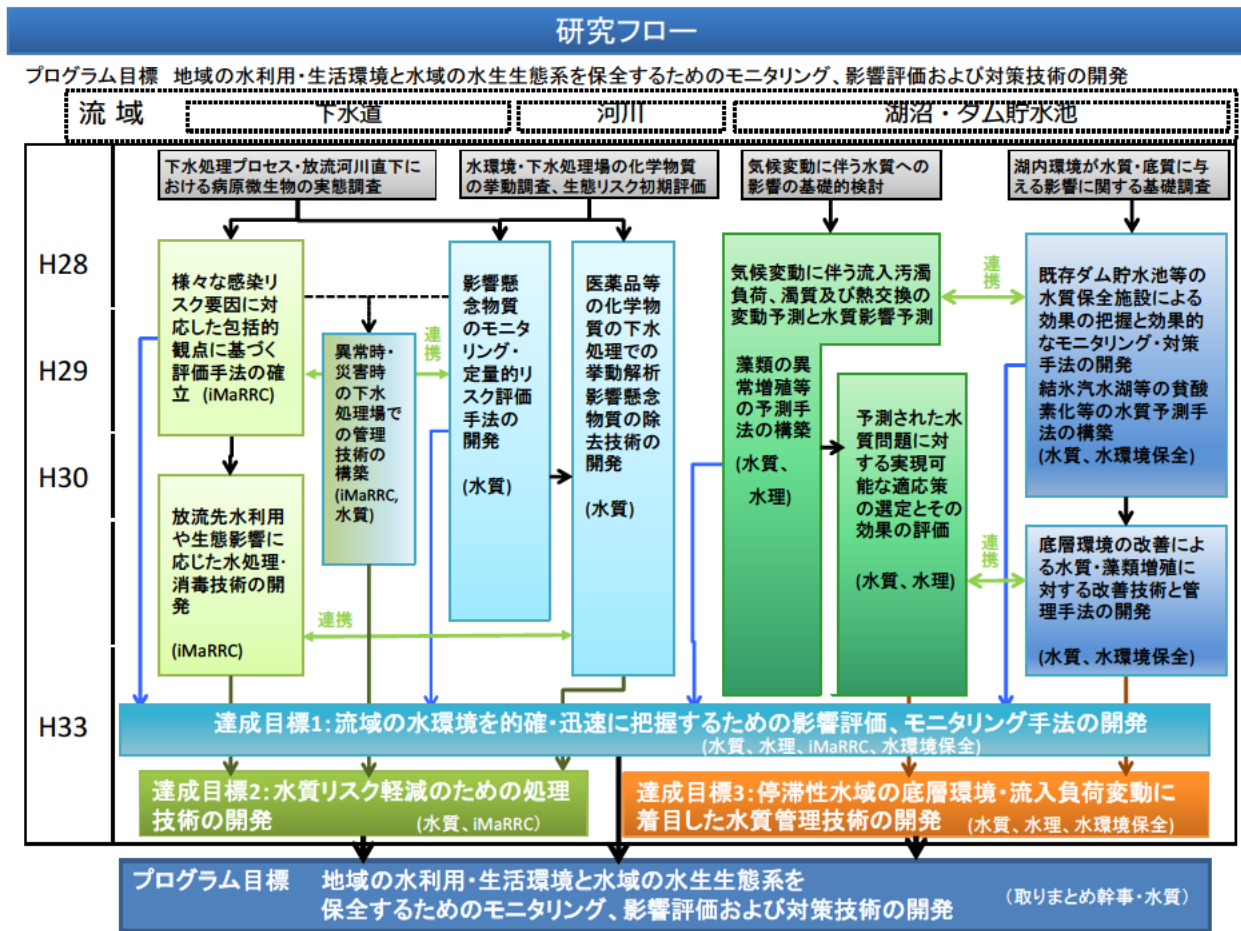 研究フロー
プログラム目標 地域の水利用・生活環境と水域の水生生態系を保全するためのモニタリング、影響評価および対策技術の開発
流 域
下水道
河川
湖沼・ダム貯水池
下水処理プロセス・放流河川直下に
おける病原微生物の実態調査
水環境・下水処理場の化学物質
の挙動調査、生態リスク初期評価
気候変動に伴う水質への
影響の基礎的検討
湖内環境が水質・底質に与
える影響に関する基礎調査
H28
H29
H30
H33
様々な感染リ
スク要因に対
応した包括的
観点に基づく
評価手法の確
立 (iMaRRC)
放流先水利用
や生態影響に
応じた水処理・
消毒技術の開
発
(iMaRRC)
異常時・
災害時
の下水
処理場で
の管理
技術の
構築
(iMaRRC,
水質)
連携
影響懸
念物質
のモニ
タリング・
定量的リ
スク評価
手法の
開発
(水質)
医薬品等
の化学物
質の下水
処理での
挙動解析
影響懸念
物質の除
去技術の
開発
(水質)
連携
気候変動に伴う流入汚濁
負荷、濁質及び熱交換の
変動予測と水質影響予測
藻類の異
常増殖等
の予測手
法の構築
(水質、
水理)
予測された水
質問題に対
する実現可
能な適応策
の選定とその
効果の評価
(水質、水理)
連携
連携
既存ダム貯水池等の
水質保全施設による
効果の把握と効果的
なモニタリング・対策
手法の開発
結氷汽水湖等の貧酸
素化等の水質予測手
法の構築
(水質、水環境保全)
底層環境の改善によ
る水質・藻類増殖に
対する改善技術と管
理手法の開発
(水質、水環境保全)
達成目標1:流域の水環境を的確・迅速に把握するための影響評価、モニタリング手法の開発
(水質、水理、iMaRRC、水環境保全)
達成目標2:水質リスク軽減のための処理
技術の開発 (水質、iMaRRC)
達成目標3:停滞性水域の底層環境・流入負荷変動に
着目した水質管理技術の開発 (水質、水理、水環境保全)
プログラム目標 地域の水利用・生活環境と水域の水生生態系を
保全するためのモニタリング、影響評価および対策技術の開発
(取りまとめ幹事・水質)